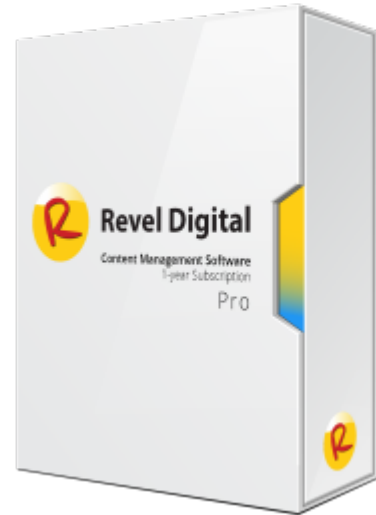 R
Revel Digital
Content Management Software
1-year Subscription
Pro
R